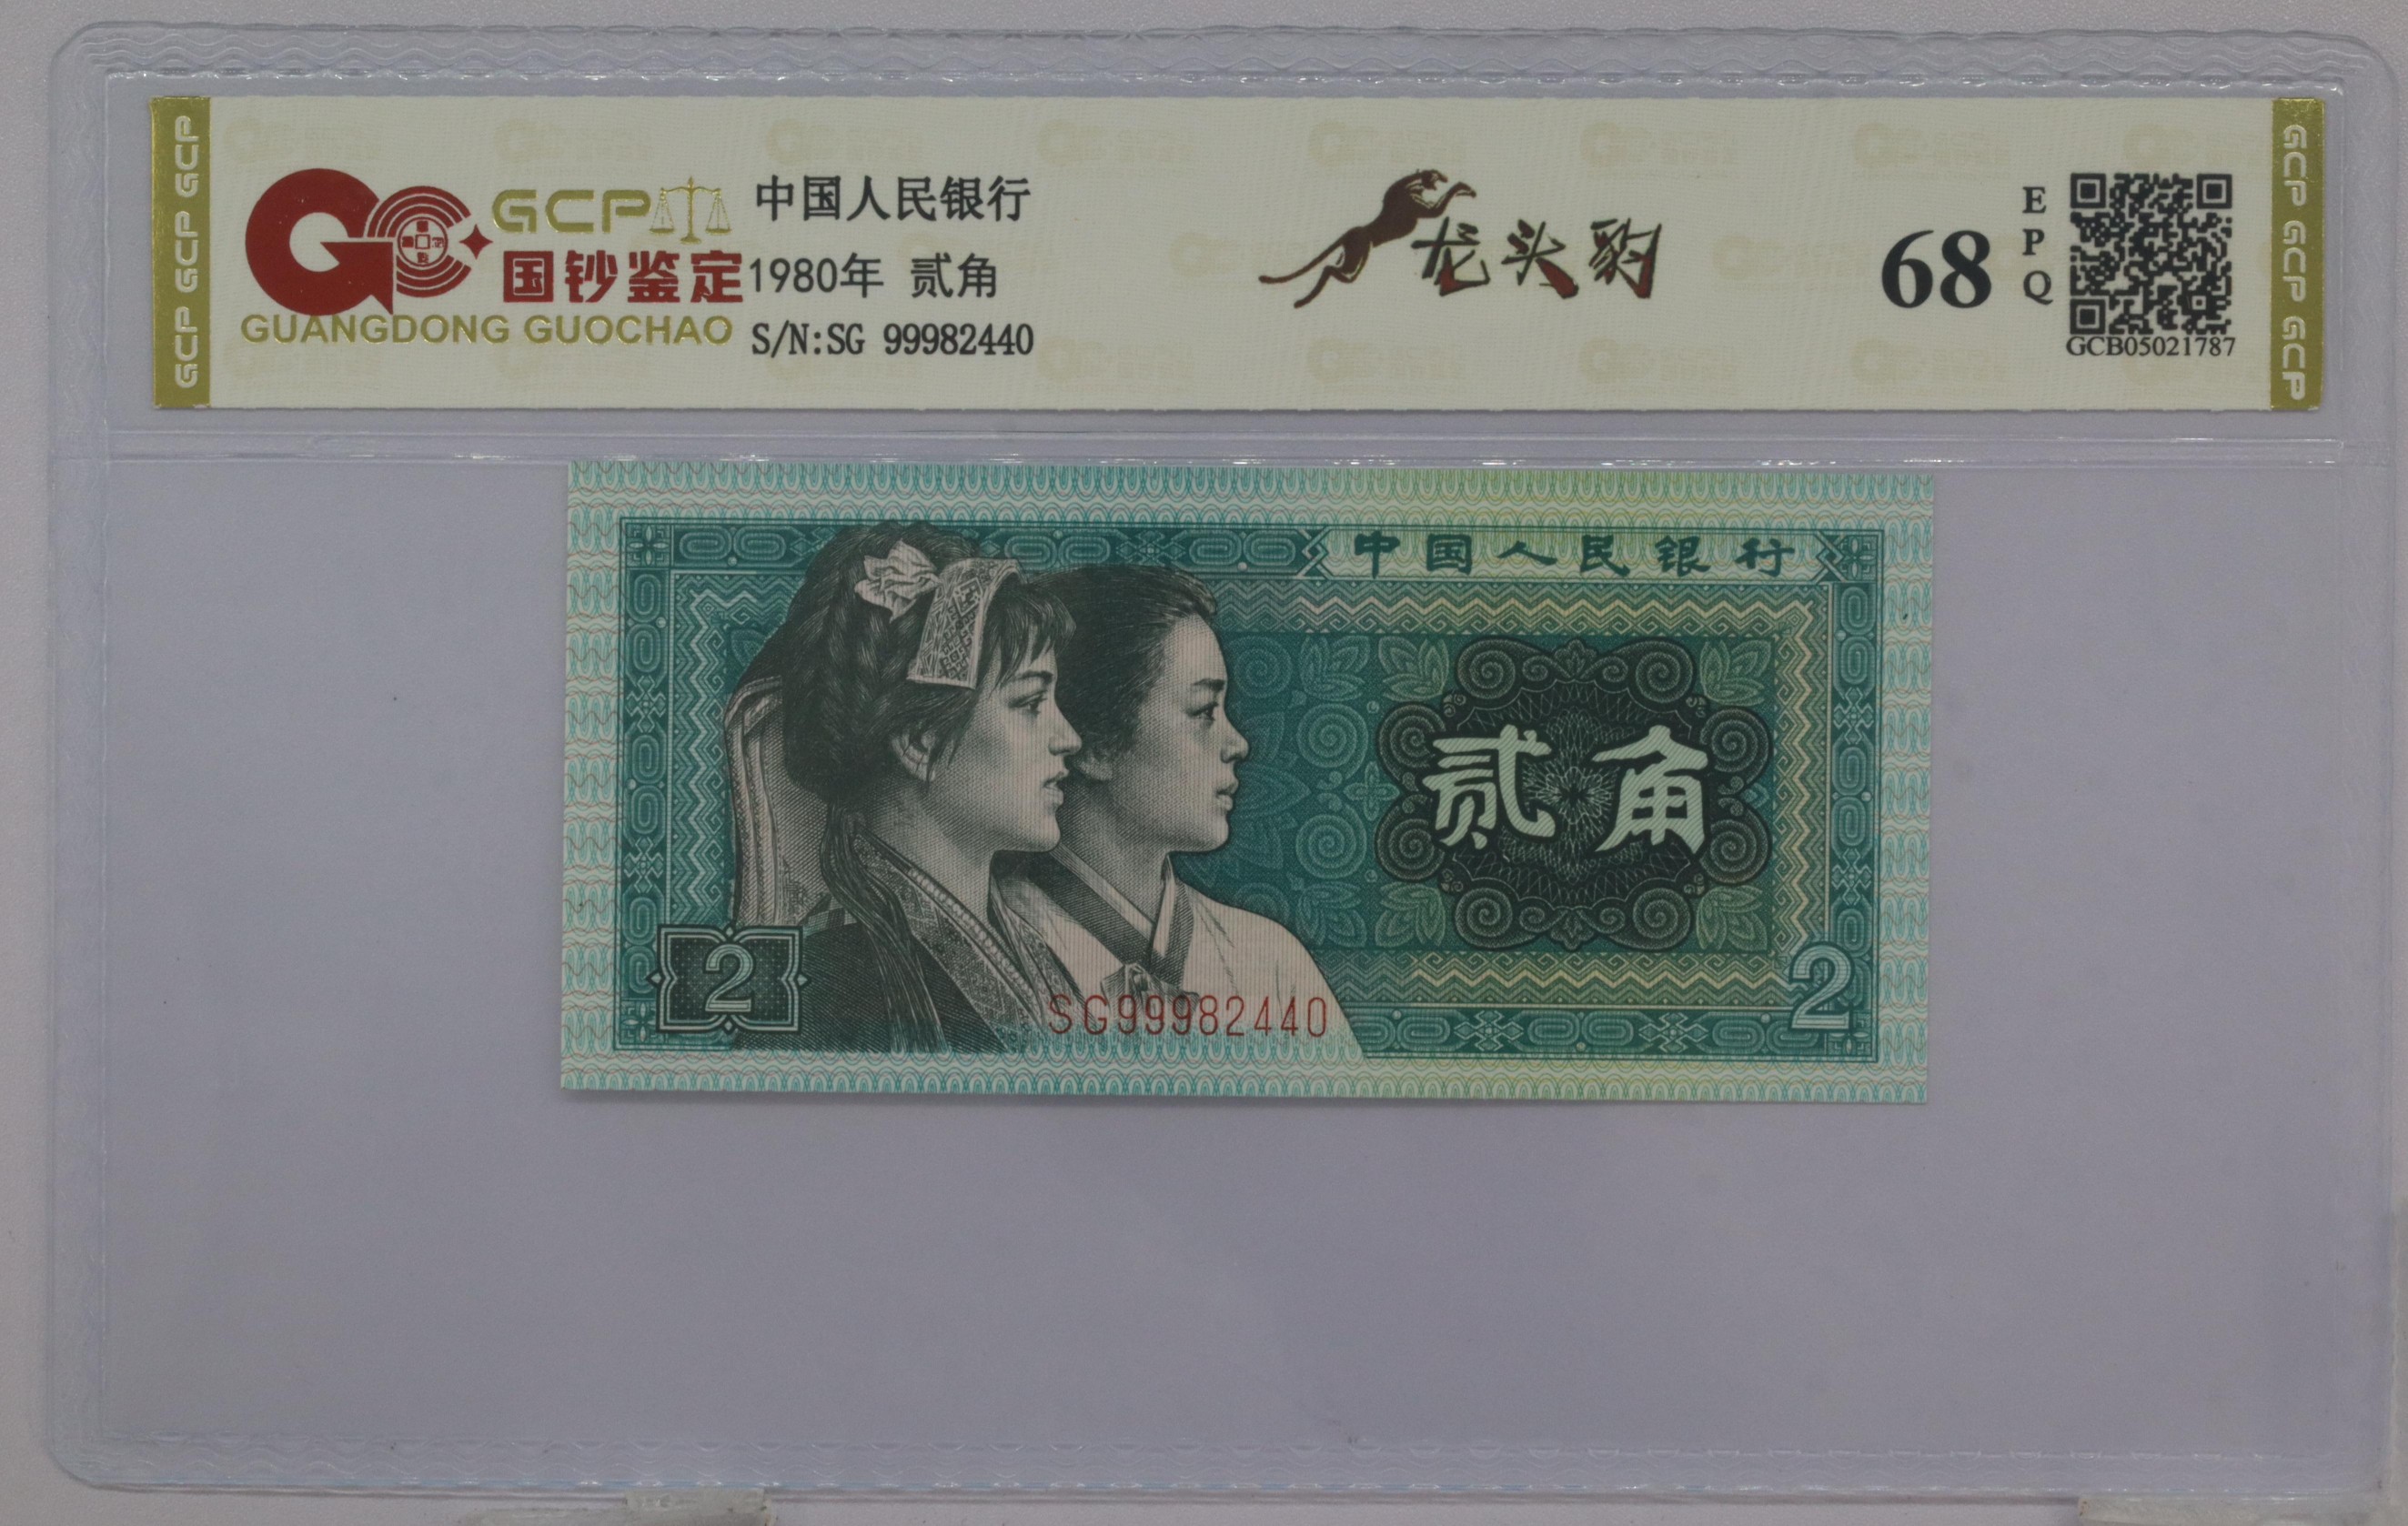 GCP GCP GCP
GCP
国钞鉴定
GUANGDONG GUOCHAO
中国人民银行
1980年 贰角
S/N:SG 99982440
龙头豹
68
EPQ
GCB05021787
GCP GCP GCP
中国人民银行
贰角
2
SG99982440
2